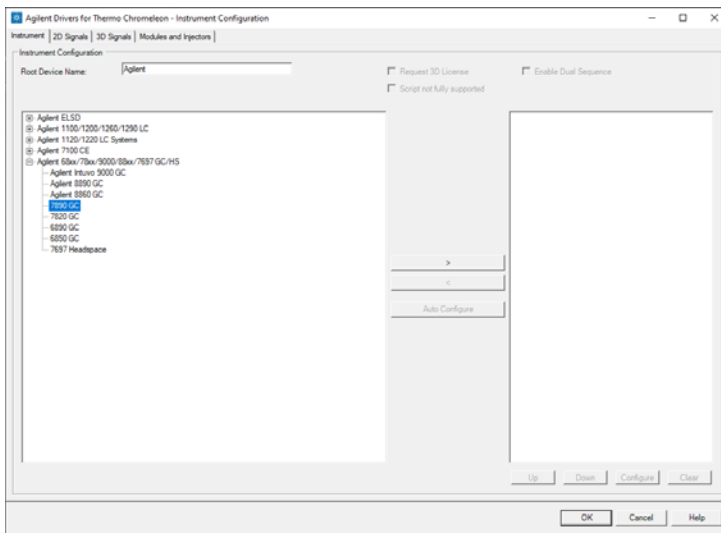 Agilent Drivers for Thermo Chromeleon - Instrument Configuration
Instrument 2D Signals 3D Signals Modules and Injectors
Instrument Configuration
Root Device Name: Agilent
Request 3D License Enable Dual Sequence
Script not fully supported
Agilent ELSD
Agilent 1100/1200/1260/1290 LC
Agilent 1120/1220 LC Systems
Agilent 7100 CE
Agilent 68xx/78xx/9000/88xx/7697 GC/HS
Agilent Intuvo 9000 GC
Agilent 8890 GC
Agilent 8860 GC
7890 GC
7820 GC
6890 GC
6850 GC
7697 Headspace
>
<
Auto Configure
Up Down Configure Clear
OK Cancel Help